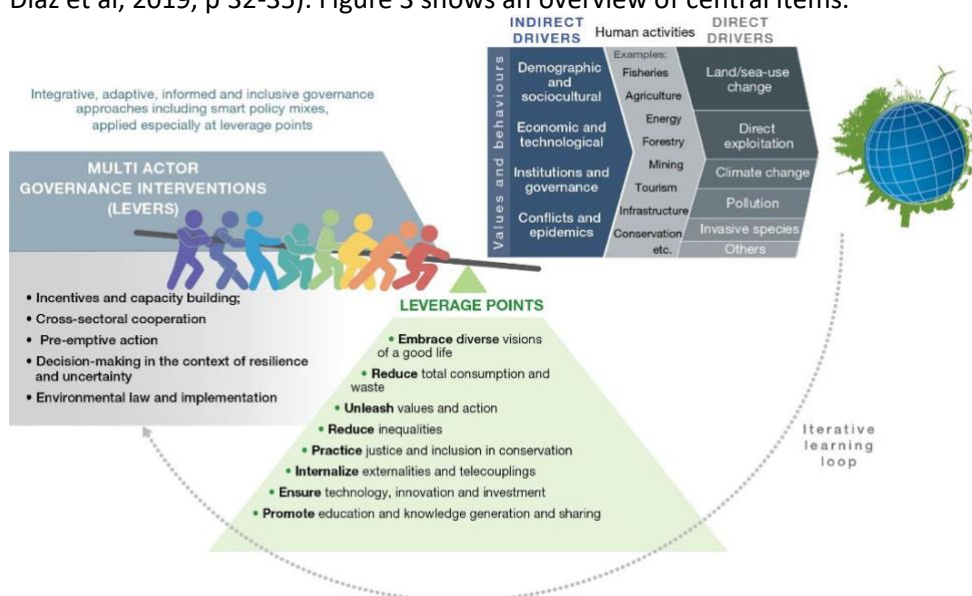 Diaz et al, 2019, p 32-35). Figure 3 shows an overview of central items.
INDIRECT
DRIVERS
Human activities
DIRECT
DRIVERS
Values and behaviours
Demographic
and
sociocultural
Economic and
technological
Institutions and
governance
Conflicts and
epidemics
Examples:
Fisheries
Agriculture
Energy
Forestry
Mining
Tourism
Infrastructure
Conservation
etc.
Land/sea-use
change
Direct
exploitation
Climate change
Pollution
Invasive species
Others
Integrative, adaptive, informed and inclusive governance
approaches including smart policy mixes,
applied especially at leverage points
MULTI ACTOR
GOVERNANCE INTERVENTIONS
(LEVERS)
• Incentives and capacity building;
• Cross-sectoral cooperation
• Pre-emptive action
• Decision-making in the context of resilience
and uncertainty
• Environmental law and implementation
LEVERAGE POINTS
• Embrace diverse visions
of a good life
• Reduce total consumption and
waste
• Unleash values and action
• Reduce inequalities
• Practice justice and inclusion in conservation
• Internalize externalities and telecouplings
• Ensure technology, innovation and investment
• Promote education and knowledge generation and sharing
Iterative
learning
loop